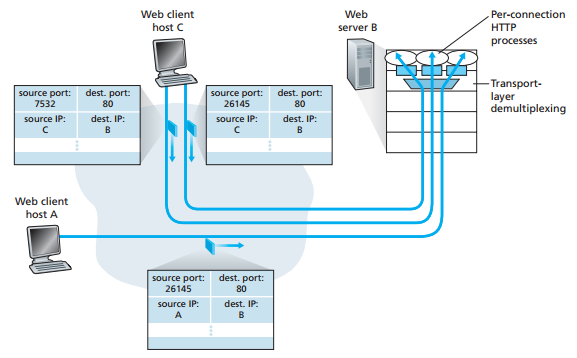 Web client
host C
Web
server B
Per-connection
HTTP
processes
Transport-
layer
demultiplexing
source port:
7532
dest. port:
80
source IP:
C
dest. IP:
B
source port:
26145
dest. port:
80
source IP:
C
dest. IP:
B
Web client
host A
source port:
26145
dest. port:
80
source IP:
A
dest. IP:
B